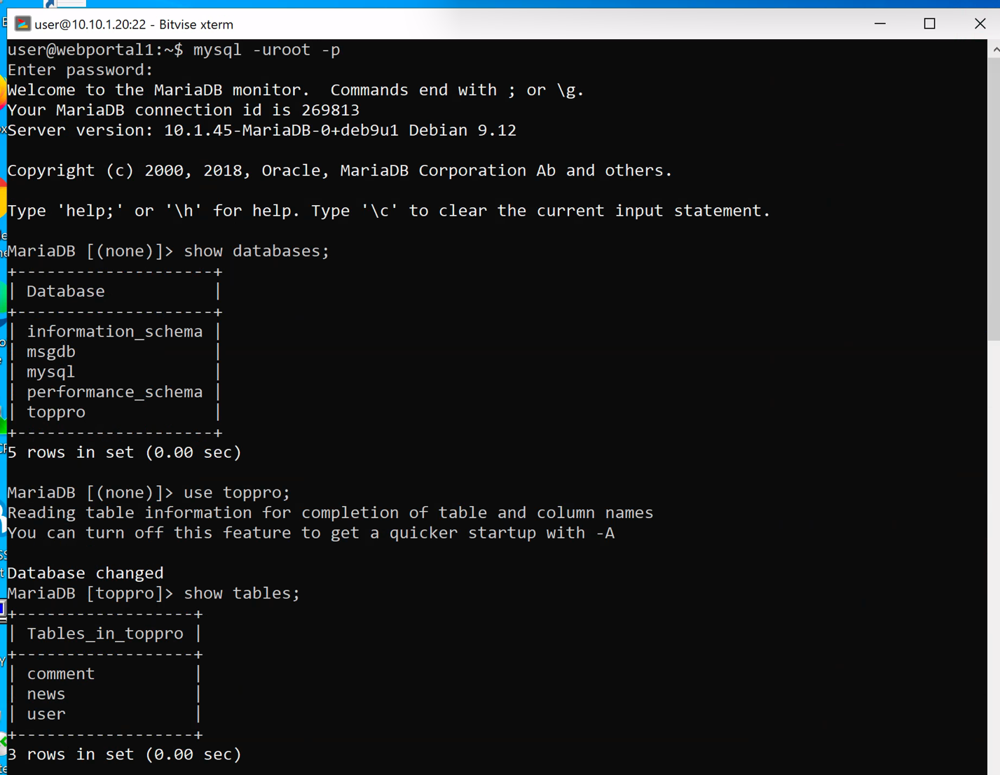 user@10.10.1.20:22 - Bitvise xterm
user@webportal1:~$ mysql -uroot -p
Enter password:
Welcome to the MariaDB monitor.  Commands end with ; or \g.
Your MariaDB connection id is 269813
Server version: 10.1.45-MariaDB-0+deb9u1 Debian 9.12
Copyright (c) 2000, 2018, Oracle, MariaDB Corporation Ab and others.
Type 'help;' or '\h' for help. Type '\c' to clear the current input statement.
MariaDB [(none)]> show databases;
+--------------------+
| Database           |
+--------------------+
| information_schema |
| msgdb              |
| mysql              |
| performance_schema |
| toppro             |
+--------------------+
5 rows in set (0.00 sec)
MariaDB [(none)]> use toppro;
Reading table information for completion of table and column names
You can turn off this feature to get a quicker startup with -A
Database changed
MariaDB [toppro]> show tables;
+------------------+
| Tables_in_toppro |
+------------------+
| comment          |
| news             |
| user             |
+------------------+
3 rows in set (0.00 sec)